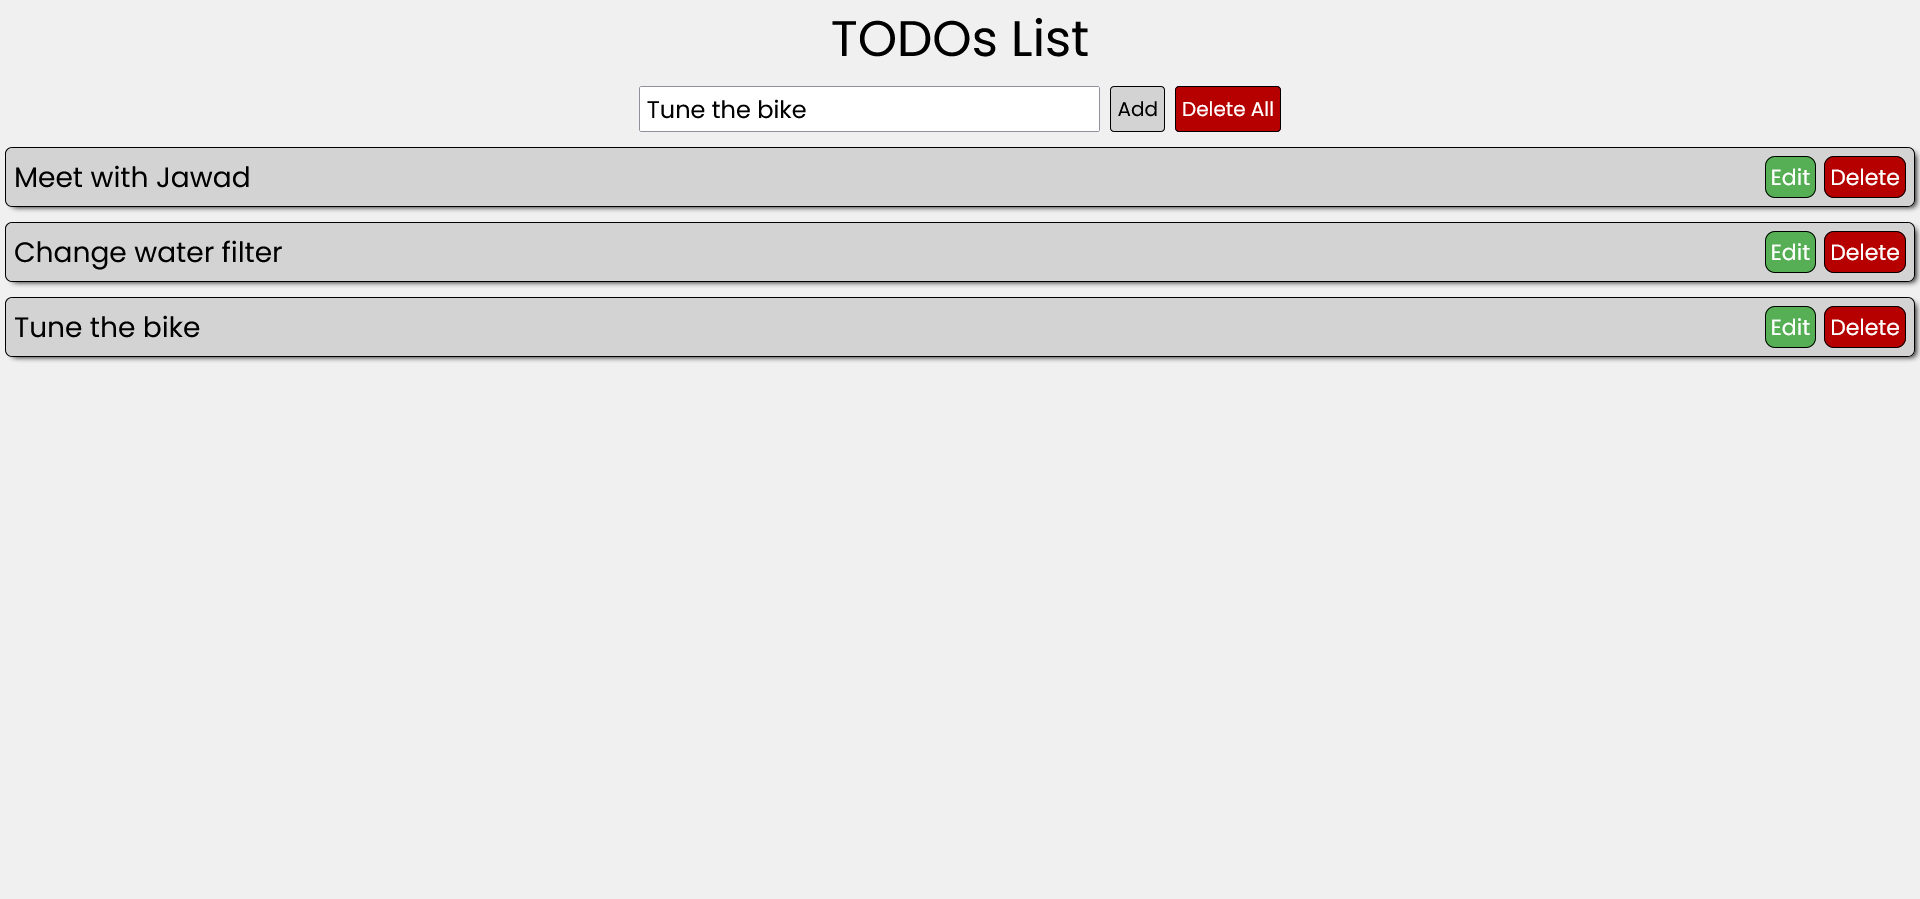 TODOs List
Tune the bike Add Delete All
Meet with Jawad Edit Delete
Change water filter Edit Delete
Tune the bike Edit Delete